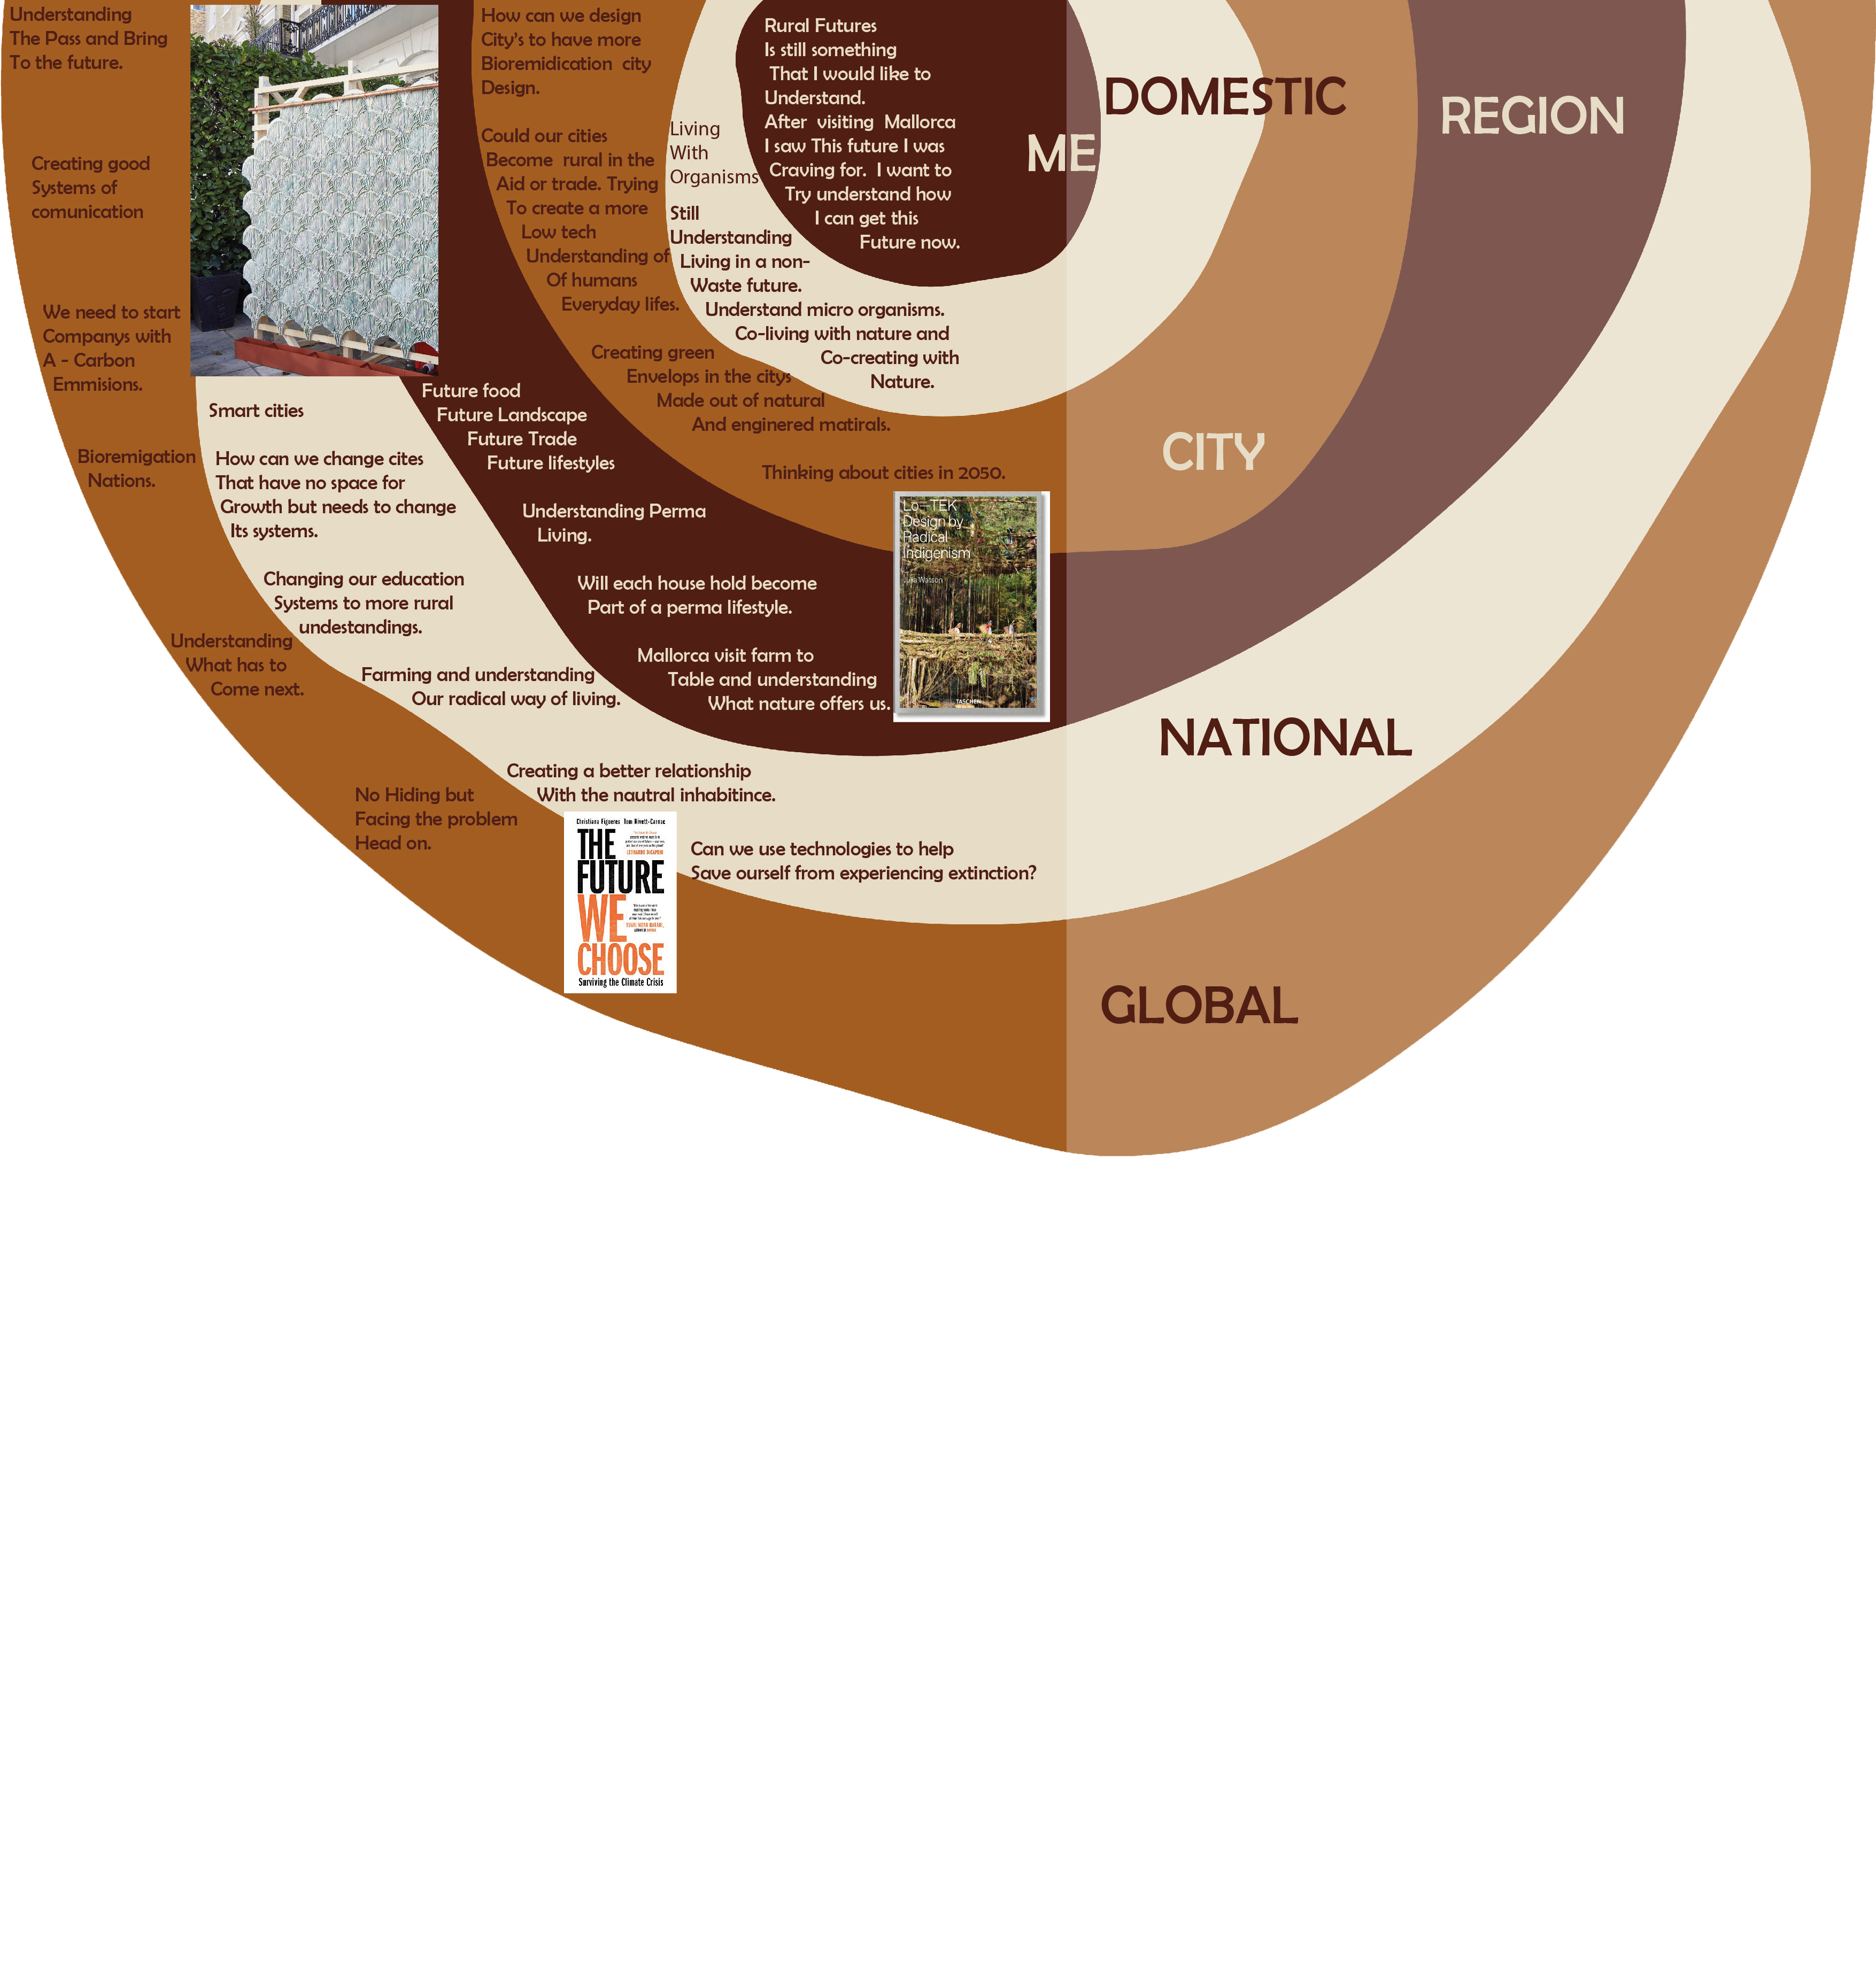 Understanding
The Pass and Bring
To the future.
Creating good
Systems of
comunication
We need to start
Companys with
A - Carbon
Emmisions.
Bioremigation
Nations.
Understanding
What has to
Come next.
No Hiding but
Facing the problem
Head on.
Smart cities
How can we change cites
That have no space for
Growth but needs to change
Its systems.
Changing our education
Systems to more rural
undestandings.
Farming and understanding
Our radical way of living.
Creating a better relationship
With the nautral inhabitince.
Can we use technologies to help
Save ourself from experiencing extinction?
Christiana Figueres Tom Rivett-Carnac
THE
FUTURE
WE
CHOOSE
Surviving the Climate Crisis
Future food
Future Landscape
Future Trade
Future lifestyles
Understanding Perma
Living.
Will each house hold become
Part of a perma lifestyle.
Mallorca visit farm to
Table and understanding
What nature offers us.
Lo—TEK
Design by
Radical
Indigenism
Julia Watson
TASCHEN
How can we design
City's to have more
Bioremidication city
Design.
Could our cities
Become rural in the
Aid or trade. Trying
To create a more
Low tech
Understanding of
Of humans
Everyday lifes.
Creating green
Envelops in the citys
Made out of natural
And enginered matirals.
Thinking about cities in 2050.
Living
With
Organisms
Still
Understanding
Living in a non-
Waste future.
Understand micro organisms.
Co-living with nature and
Co-creating with
Nature.
Rural Futures
Is still something
That I would like to
Understand.
After visiting Mallorca
I saw This future I was
Craving for. I want to
Try understand how
I can get this
Future now.
ME
DOMESTIC
REGION
CITY
NATIONAL
GLOBAL